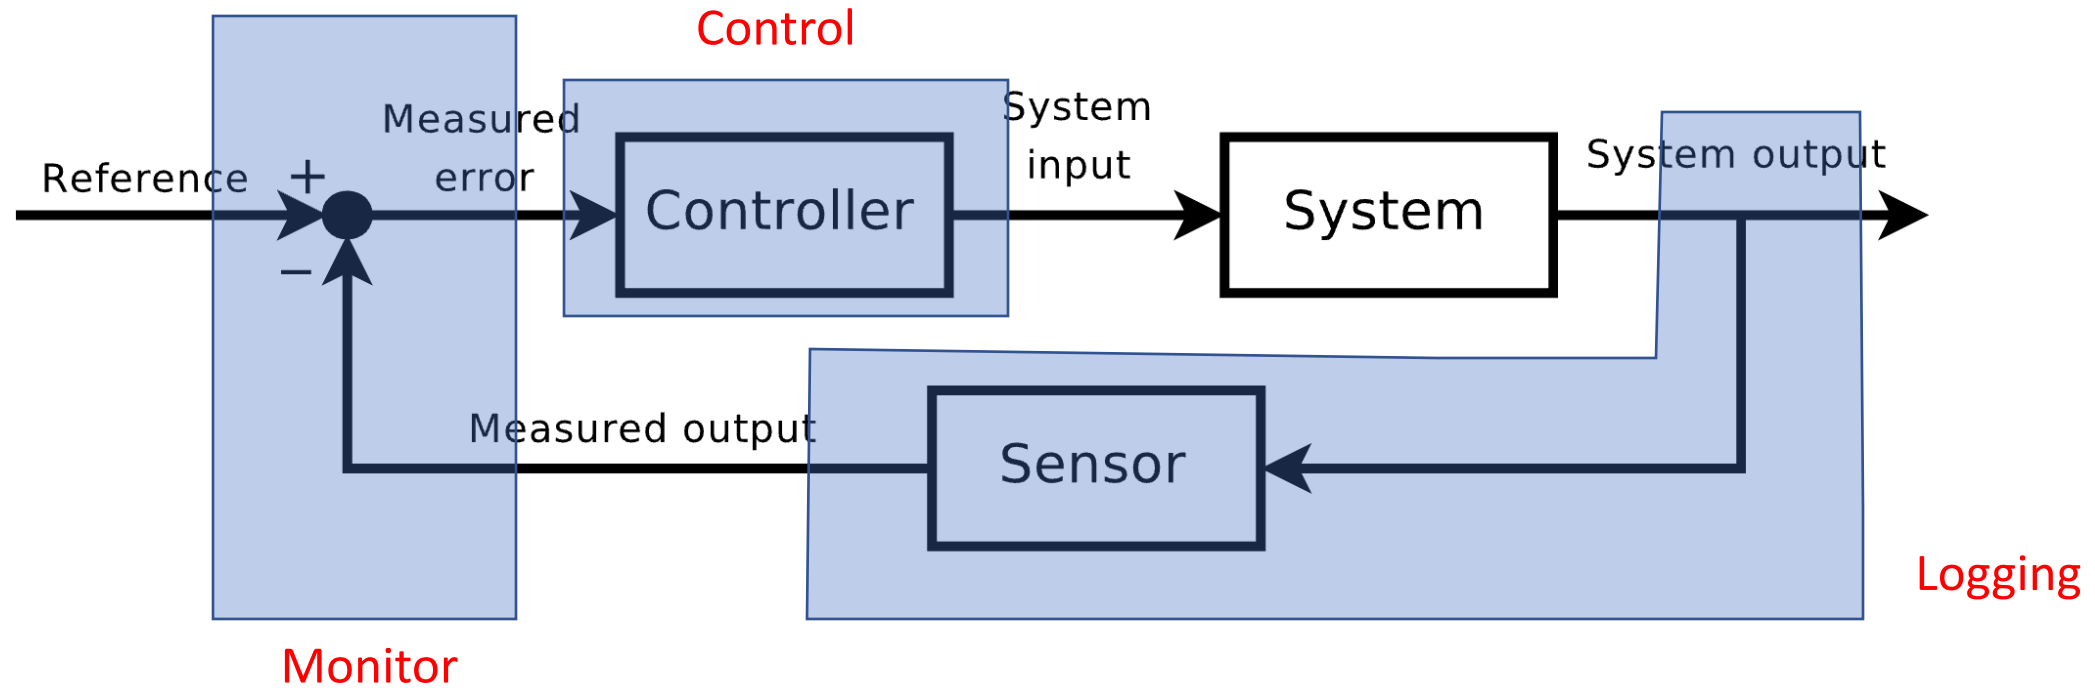 Control
Measured
error
System
input
System output
Reference
+
Controller
System
−
Measured output
Sensor
Logging
Monitor